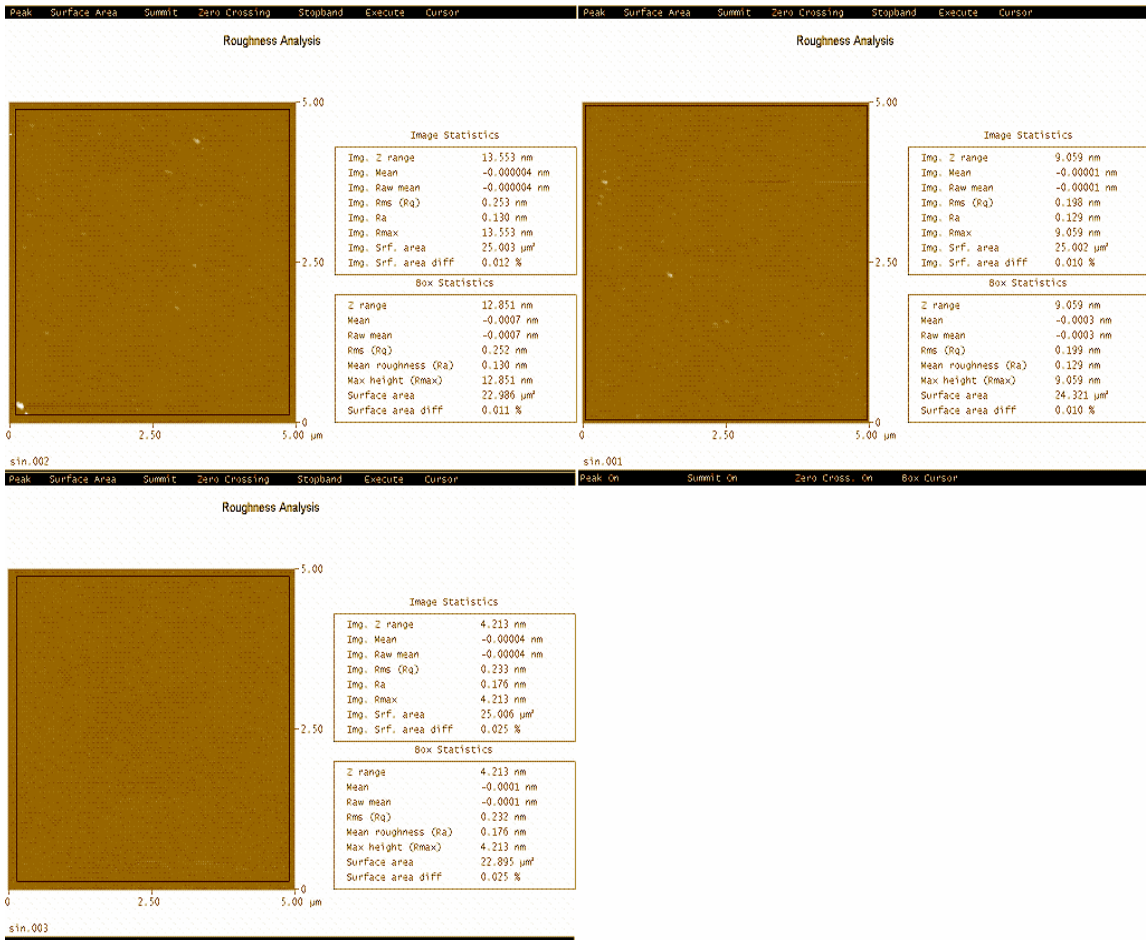 Peak Surface Area Summit Zero Crossing Stopband Execute Cursor
Roughness Analysis
5.00
Image Statistics
Img. Z range 13.553 nm
Img. Mean -0.000004 nm
Img. Raw mean -0.000004 nm
Img. Rms (Rq) 0.253 nm
Img. Ra 0.130 nm
Img. Rmax 13.553 nm
Img. Srf. area 25.003 µm²
Img. Srf. area diff 0.012 %
2.50
Box Statistics
Z range 12.851 nm
Mean -0.0007 nm
Raw mean -0.0007 nm
Rms (Rq) 0.252 nm
Mean roughness (Ra) 0.130 nm
Max height (Rmax) 12.851 nm
Surface area 22.986 µm²
Surface area diff 0.011 %
0
0 2.50 5.00 µm
sin.002
Peak Surface Area Summit Zero Crossing Stopband Execute Cursor
Roughness Analysis
5.00
Image Statistics
Img. Z range 9.059 nm
Img. Mean -0.00001 nm
Img. Raw mean -0.00001 nm
Img. Rms (Rq) 0.198 nm
Img. Ra 0.129 nm
Img. Rmax 9.059 nm
Img. Srf. area 25.002 µm²
Img. Srf. area diff 0.010 %
2.50
Box Statistics
Z range 9.059 nm
Mean -0.0003 nm
Raw mean -0.0003 nm
Rms (Rq) 0.199 nm
Mean roughness (Ra) 0.129 nm
Max height (Rmax) 9.059 nm
Surface area 24.321 µm²
Surface area diff 0.010 %
0
0 2.50 5.00 µm
sin.001
Peak Surface Area Summit Zero Crossing Stopband Execute Cursor
Roughness Analysis
5.00
Image Statistics
Img. Z range 4.213 nm
Img. Mean -0.00004 nm
Img. Raw mean -0.00004 nm
Img. Rms (Rq) 0.233 nm
Img. Ra 0.176 nm
Img. Rmax 4.213 nm
Img. Srf. area 25.006 µm²
Img. Srf. area diff 0.025 %
2.50
Box Statistics
Z range 4.213 nm
Mean -0.0001 nm
Raw mean -0.0001 nm
Rms (Rq) 0.232 nm
Mean roughness (Ra) 0.176 nm
Max height (Rmax) 4.213 nm
Surface area 22.895 µm²
Surface area diff 0.025 %
0
0 2.50 5.00 µm
sin.003
Peak On Summit On Zero Cross. On Box Cursor